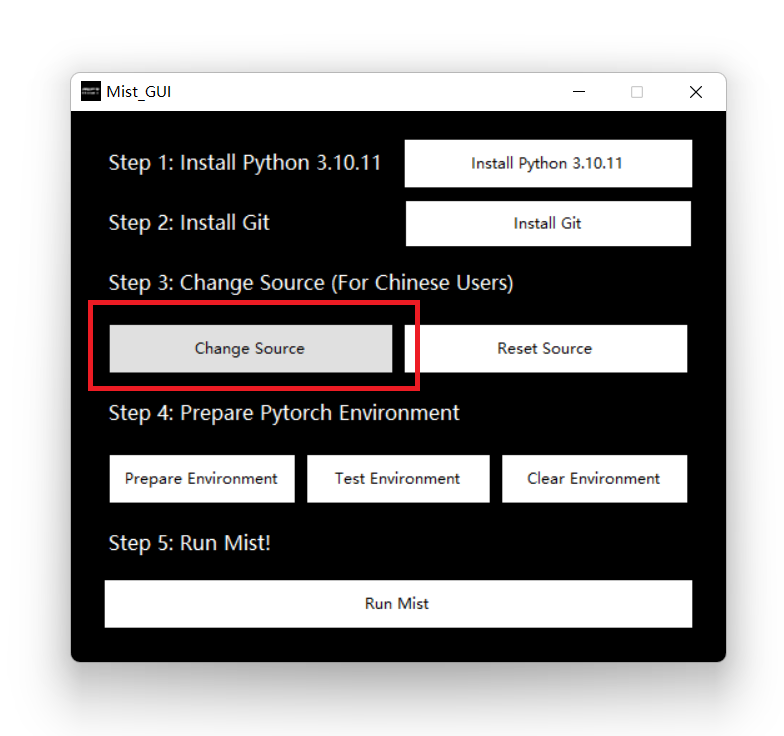 Mist_GUI
Step 1: Install Python 3.10.11
Install Python 3.10.11
Step 2: Install Git
Install Git
Step 3: Change Source (For Chinese Users)
Change Source
Reset Source
Step 4: Prepare Pytorch Environment
Prepare Environment
Test Environment
Clear Environment
Step 5: Run Mist!
Run Mist